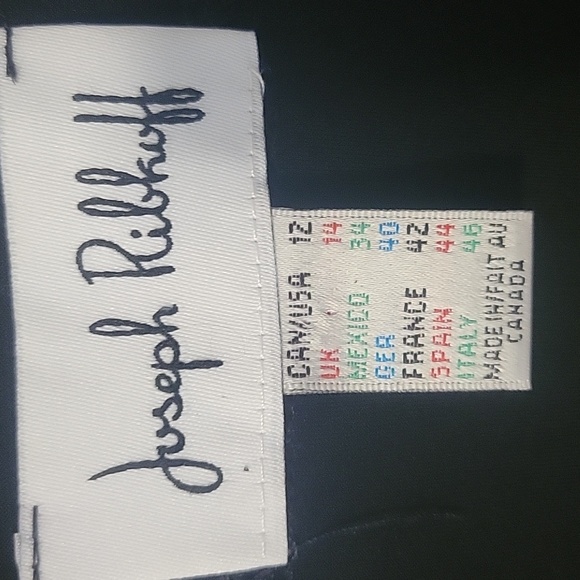 Joseph Ribkoff
CAN/USA 12
UK 14
MEXICO 34
GER 40
FRANCE 42
SPAIN 44
ITALY 46
MADE IN/FAIT AU
CANADA